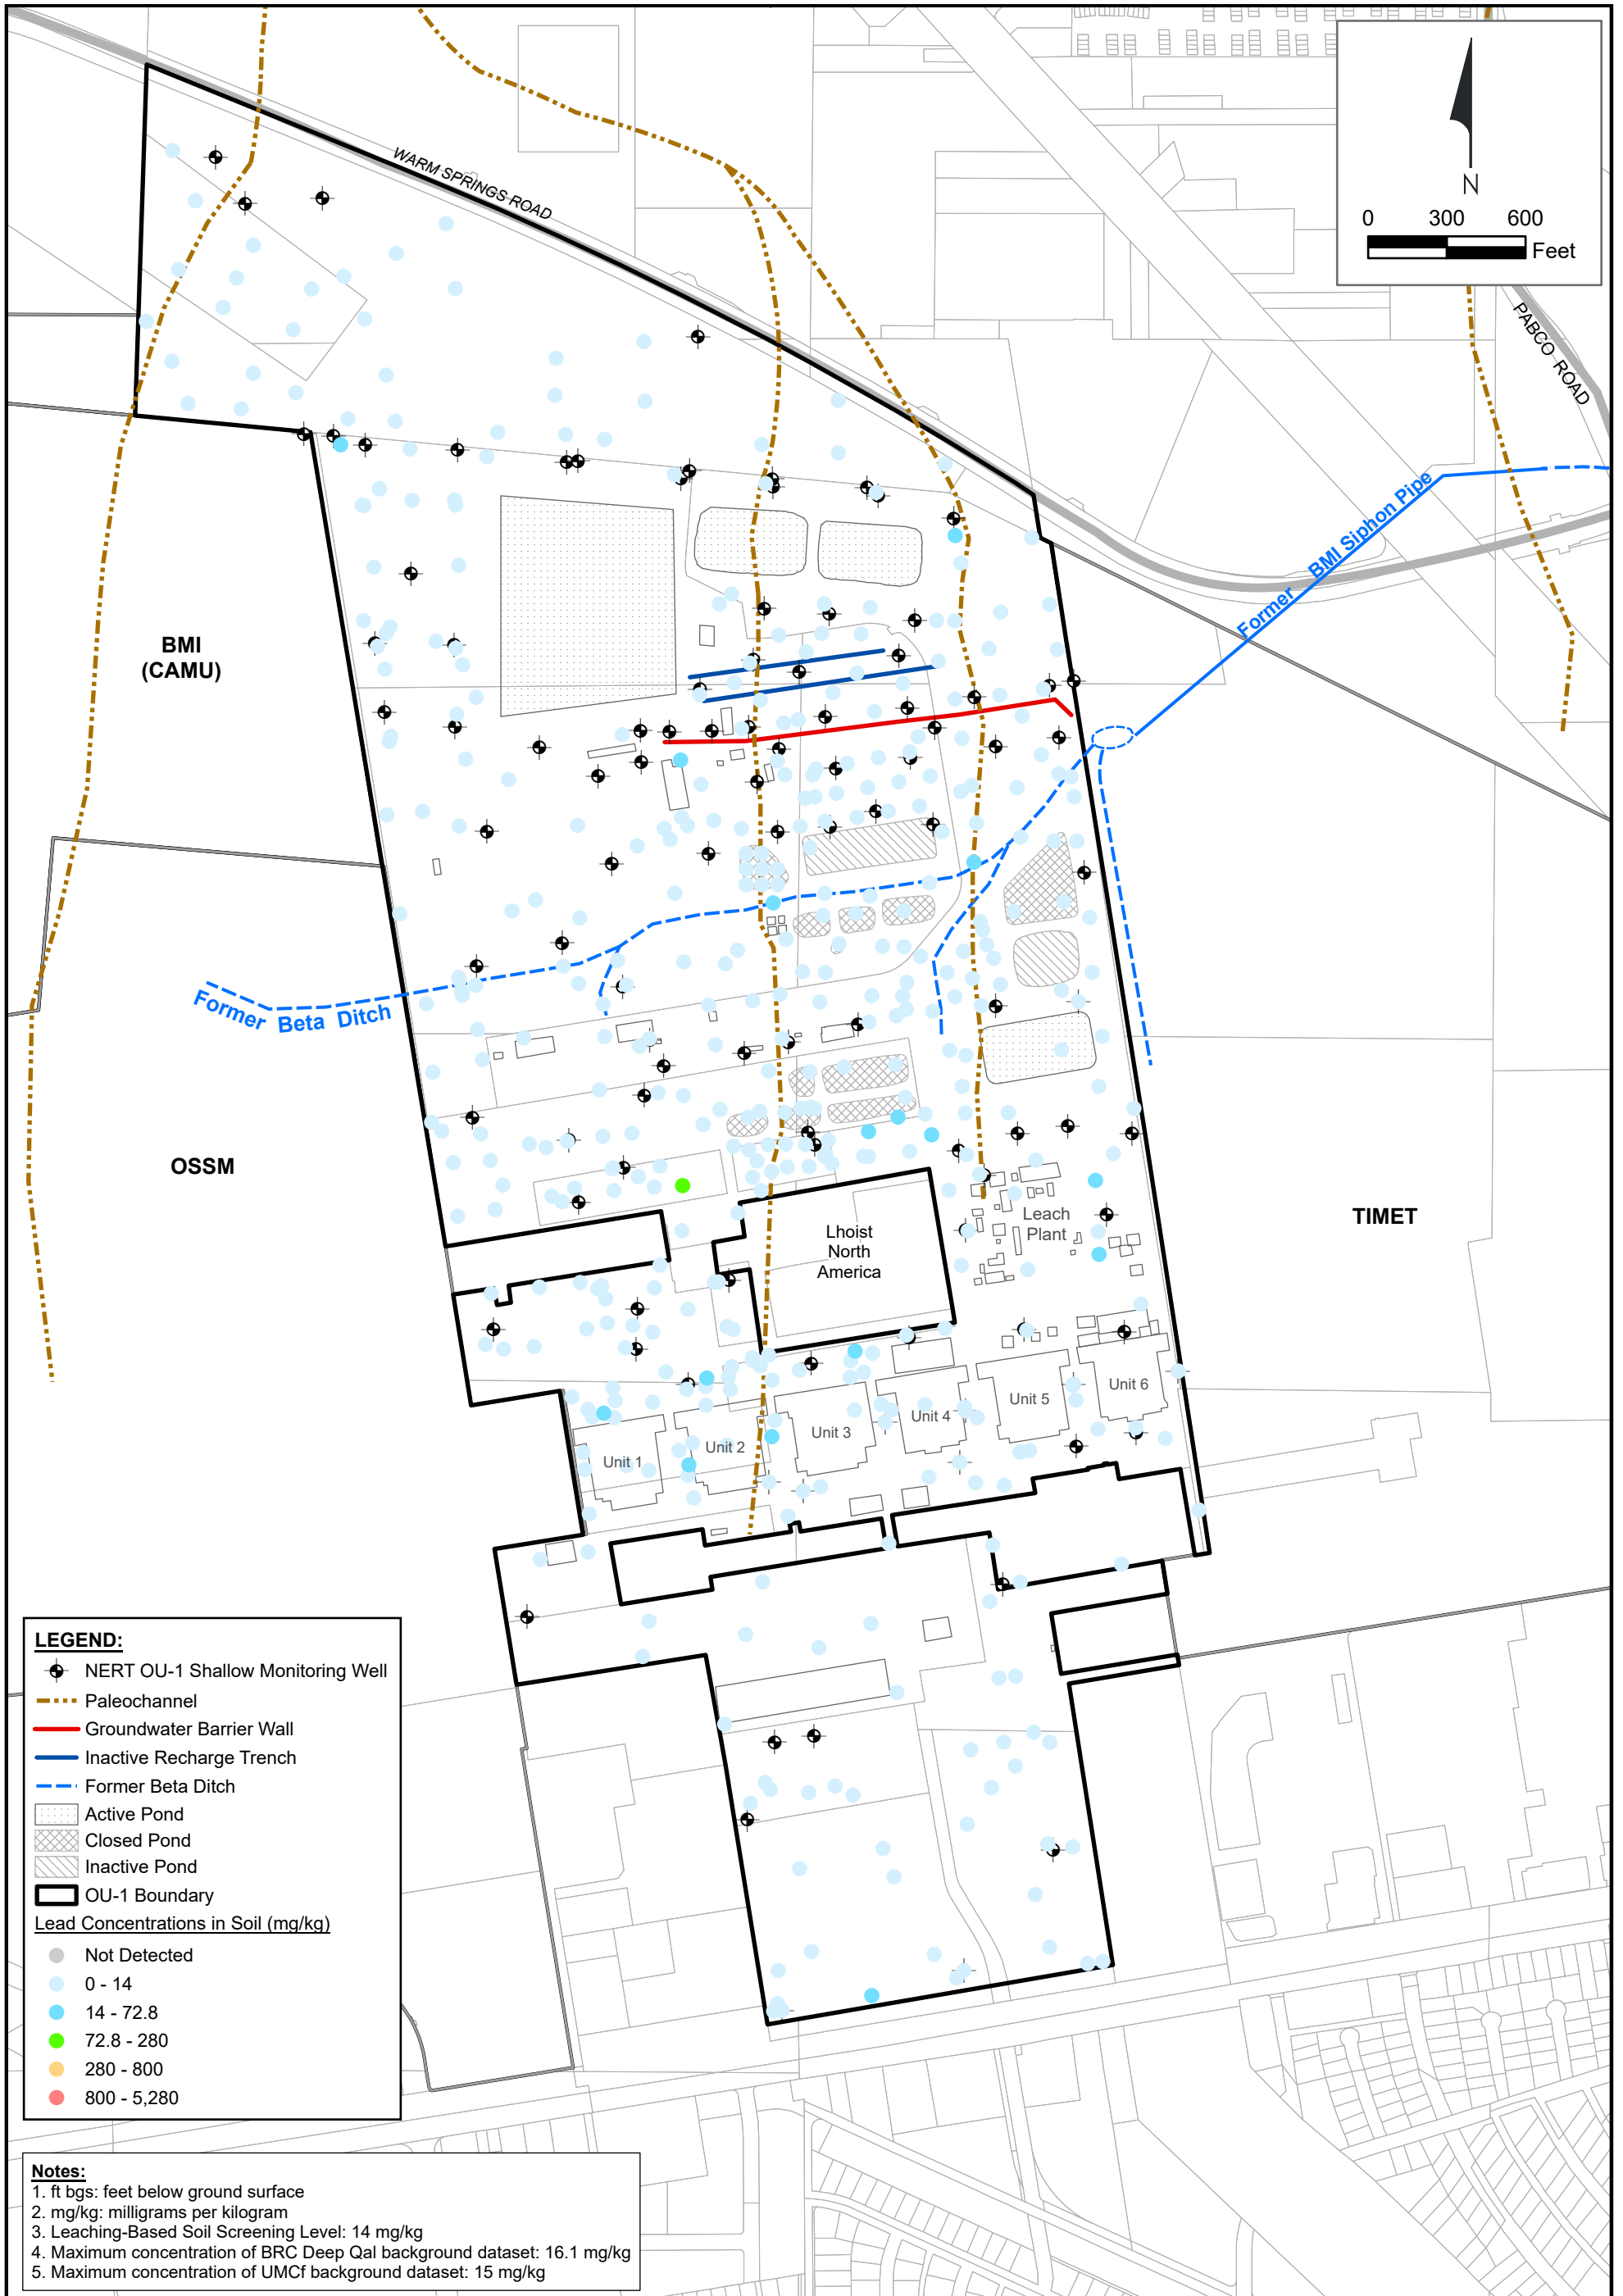 N
0 300 600
Feet
WARM SPRINGS ROAD
PABCO ROAD
Former BMI Siphon Pipe
BMI
(CAMU)
Former Beta Ditch
OSSM
TIMET
Lhoist
North
America
Leach
Plant
Unit 1
Unit 2
Unit 3
Unit 4
Unit 5
Unit 6
LEGEND:
NERT OU-1 Shallow Monitoring Well
Paleochannel
Groundwater Barrier Wall
Inactive Recharge Trench
Former Beta Ditch
Active Pond
Closed Pond
Inactive Pond
OU-1 Boundary
Lead Concentrations in Soil (mg/kg)
Not Detected
0 - 14
14 - 72.8
72.8 - 280
280 - 800
800 - 5,280
Notes:
1. ft bgs: feet below ground surface
2. mg/kg: milligrams per kilogram
3. Leaching-Based Soil Screening Level: 14 mg/kg
4. Maximum concentration of BRC Deep Qal background dataset: 16.1 mg/kg
5. Maximum concentration of UMCf background dataset: 15 mg/kg